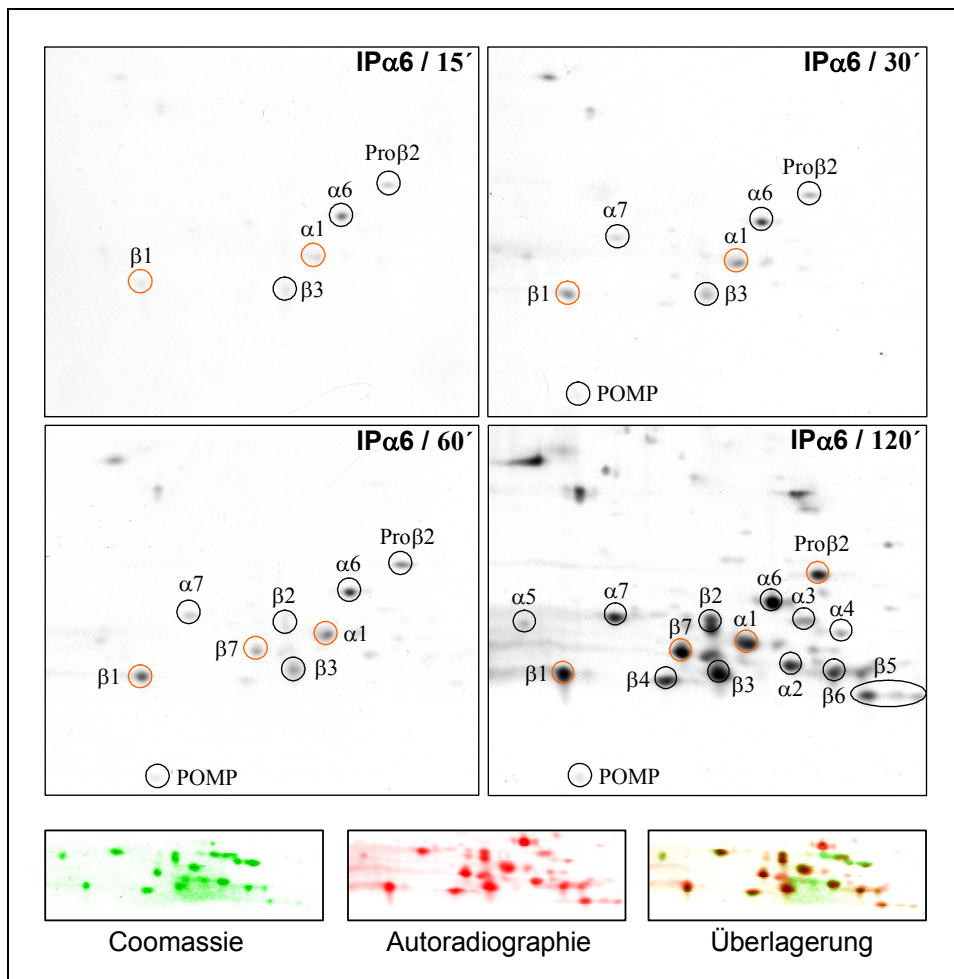 IPα6 / 15´
Proβ2
α6
α1
β1
β3
IPα6 / 30´
Proβ2
α6
α7
α1
β1
β3
POMP
IPα6 / 60´
Proβ2
α6
α7
β2
β7
α1
β1
β3
POMP
IPα6 / 120´
Proβ2
α6
α5
α7
β2
α3
α4
β7
α1
β1
β4
β3
α2
β6
β5
POMP
Coomassie
Autoradiographie
Überlagerung